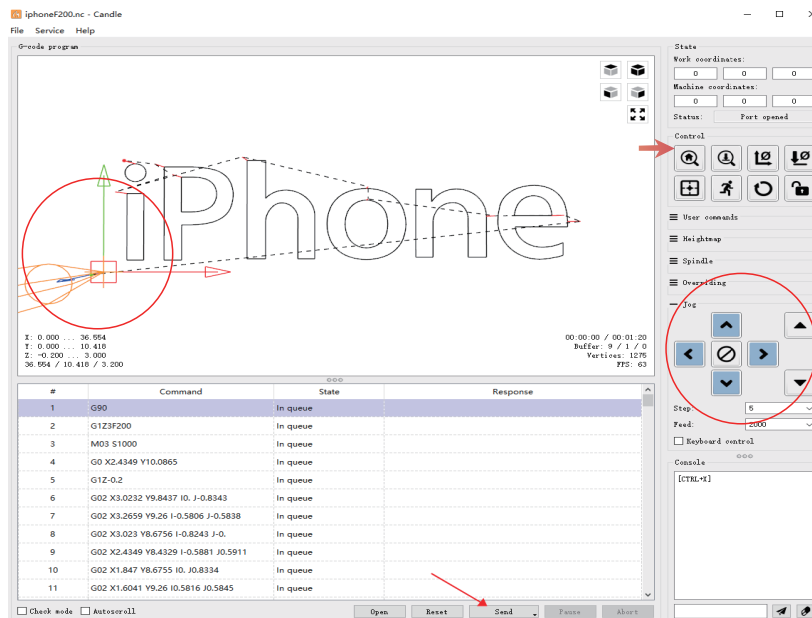 iphoneF200.nc - Candle
File Service Help
G-code program
iPhone
X: 0.000 ... 36.554
Y: 0.000 ... 10.418
Z: -0.200 ... 3.000
36.554 / 10.418 / 3.200
00:00:00 / 00:01:20
Buffer: 9 / 1 / 0
Vertices: 1275
FPS: 63
# Command State Response
1 G90 In queue
2 G1Z3F200 In queue
3 M03 S1000 In queue
4 G0 X2.4349 Y10.0865 In queue
5 G1Z-0.2 In queue
6 G02 X3.0232 Y9.8437 I0. J-0.8343 In queue
7 G02 X3.2659 Y9.26 I-0.5806 J-0.5838 In queue
8 G02 X3.023 Y8.6756 I-0.8243 J-0. In queue
9 G02 X2.4349 Y8.4329 I-0.5881 J0.5911 In queue
10 G02 X1.847 Y8.6755 I0. J0.8334 In queue
11 G02 X1.6041 Y9.26 I0.5816 J0.5845 In queue
Check mode Autoscroll Open Reset Send Pause Abort
State
Work coordinates:
0 0 0
Machine coordinates:
0 0 0
Status: Port opened
Control
User commands
Heightmap
Spindle
Overriding
Jog
Step: 5
Feed: 2000
Keyboard control
Console
[CTRL+X]